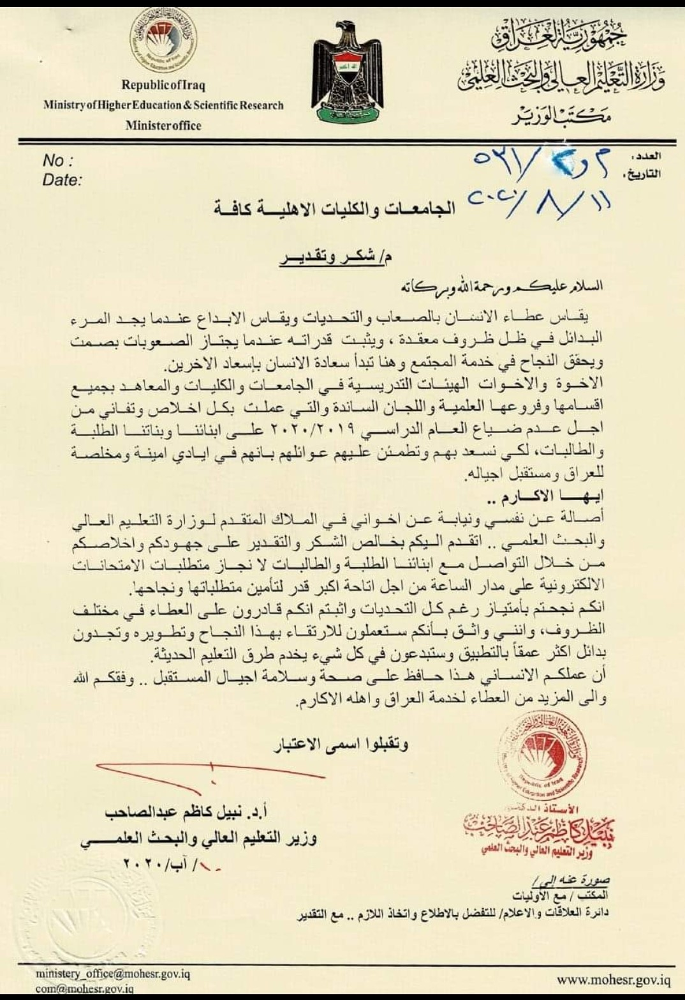 جمهورية العراق
وزارة التعليم العالي والبحث العلمي
مكتب الوزير
Republic of Iraq
Ministry of Higher Education & Scientific Research
Minister office
العدد:
م و
٥٣١/
التاريخ:
١١/ ٨/ ٢٠٢٠
No :
Date:
الجامعات والكليات الاهلية كافة
م/ شكر وتقدير
السلام عليكم ورحمة الله وبركاته
يقاس عطاء الانسان بالصعاب والتحديات ويقاس الابداع عندما يجد المرء
البدائل في ظل ظروف معقدة ، ويثبت قدراته عندما يجتاز الصعوبات بصمت
ويحقق النجاح في خدمة المجتمع وهنا تبدأ سعادة الانسان بإسعاد الاخرين.
الاخوة والاخوات الهيئات التدريسية في الجامعات والكليات والمعاهد بجميع
اقسامها وفروعها العلمية واللجان الساندة والتي عملت بكل اخلاص وتفاني من
اجل عدم ضياع العام الدراسي ٢٠٢٠/٢٠١٩ على ابنائنا وبناتنا الطلبة
والطالبات، لكي نسعد بهم وتطمئن عليهم عوائلهم بانهم في ايادي امينة ومخلصة
للعراق ومستقبل اجياله.
ايها الاكارم ..
أصالة عن نفسي ونيابة عن اخواني في الملاك المتقدم لوزارة التعليم العالي
والبحث العلمي .. اتقدم اليكم بخالص الشكر والتقدير على جهودكم واخلاصكم
من خلال التواصل مع ابنائنا الطلبة والطالبات لا نجاز متطلبات الامتحانات
الالكترونية على مدار الساعة من اجل اتاحة اكبر قدر لتأمين متطلباتها ونجاحها.
انكم نجحتم بأمتياز رغم كل التحديات واثبتم انكم قادرون على العطاء في مختلف
الظروف، وانني واثق بأنكم ستعملون للارتقاء بهذا النجاح وتطويره وتجدون
بدائل اكثر عمقاً بالتطبيق وستبدعون في كل شيء يخدم طرق التعليم الحديثة.
أن عملكم الانساني هذا حافظ على صحة وسلامة اجيال المستقبل .. وفقكم الله
والى المزيد من العطاء لخدمة العراق واهله الاكارم.
وتقبلوا اسمى الاعتبار
أ.د. نبيل كاظم عبدالصاحب
وزير التعليم العالي والبحث العلمي
١٠/ آب/٢٠٢٠
Republic of Iraq
الأستاذ الدكتور
نبيل كاظم عبد الصاحب
وزير التعليم العالي والبحث العلمي
صورة عنه إلى/
المكتب / مع الأوليات
دائرة العلاقات والاعلام/ للتفضل بالاطلاع واتخاذ اللازم .. مع التقدير
ministery_office@mohesr.gov.iq
com@mohesr.gov.iq
www.mohesr.gov.iq